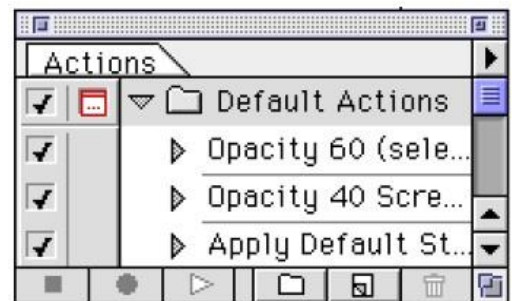 Actions
Default Actions
Opacity 60 (sele...
Opacity 40 Scre...
Apply Default St...